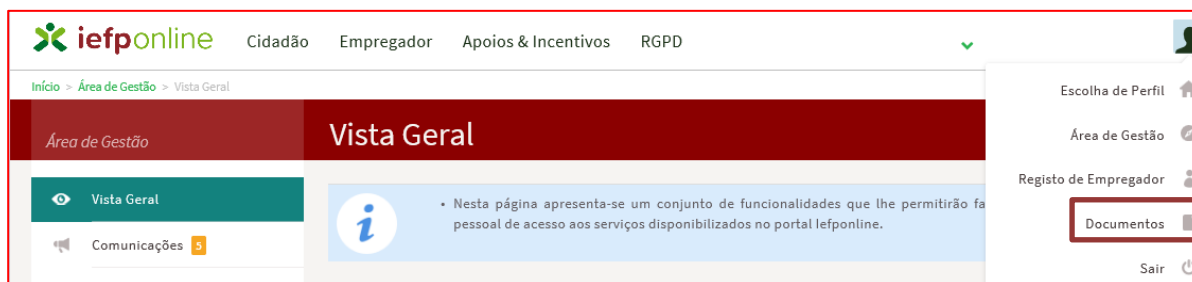 iefponline Cidadão Empregador Apoios & Incentivos RGPD
Início > Área de Gestão > Vista Geral
Escolha de Perfil
Área de Gestão
Vista Geral
Área de Gestão
Registo de Empregador
Vista Geral
• Nesta página apresenta-se um conjunto de funcionalidades que lhe permitirão fa
pessoal de acesso aos serviços disponibilizados no portal Iefponline.
Documentos
Comunicações 5
Sair